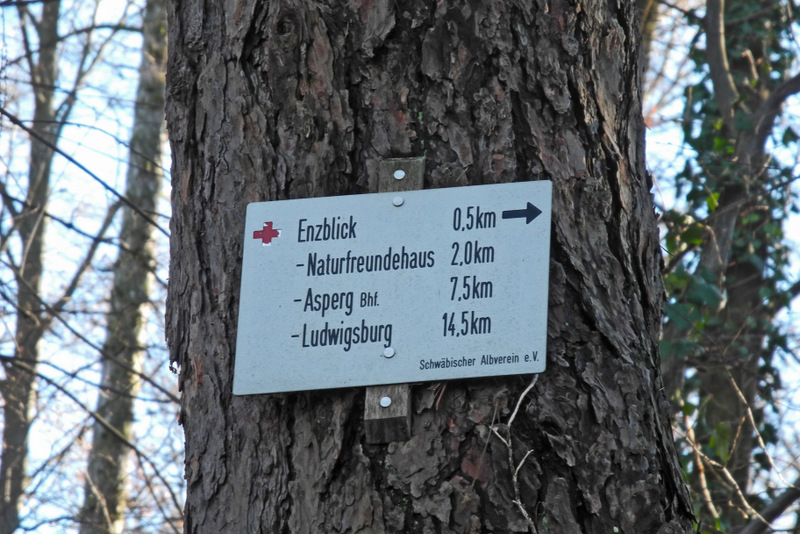 Enzblick 0,5km
-Naturfreundehaus 2,0km
-Asperg Bhf. 7,5km
-Ludwigsburg 14,5km
Schwäbischer Albverein e.V.